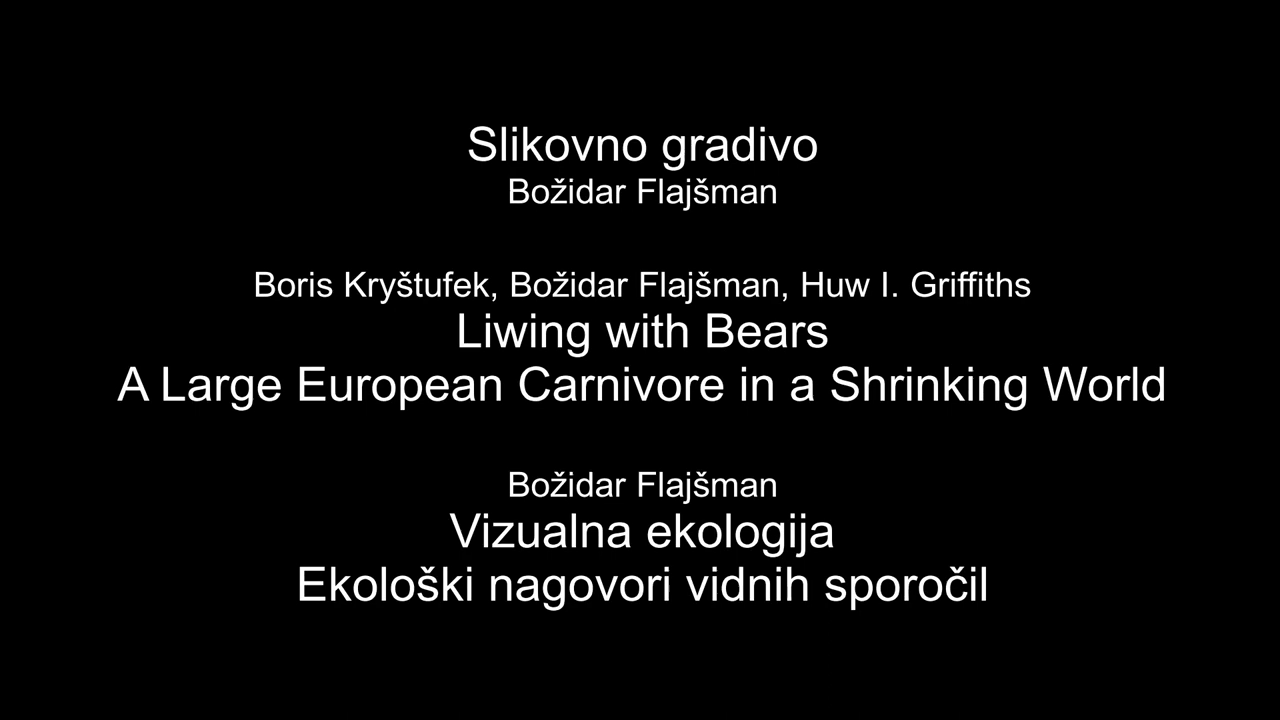 Slikovno gradivo
Božidar Flajšman
Boris Kryštufek, Božidar Flajšman, Huw I. Griffiths
Liwing with Bears
A Large European Carnivore in a Shrinking World
Božidar Flajšman
Vizualna ekologija
Ekološki nagovori vidnih sporočil